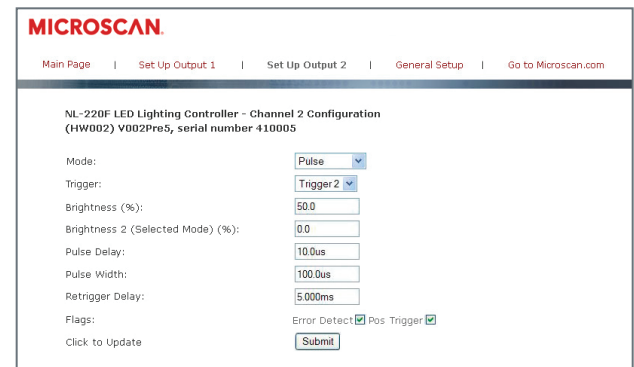 MICROSCAN.
Main Page | Set Up Output 1 | Set Up Output 2 | General Setup | Go to Microscan.com
NL-220F LED Lighting Controller - Channel 2 Configuration
(HW002) V002Pre5, serial number 410005
Mode: Pulse
Trigger: Trigger 2
Brightness (%): 50.0
Brightness 2 (Selected Mode) (%): 0.0
Pulse Delay: 10.0us
Pulse Width: 100.0us
Retrigger Delay: 5.000ms
Flags: Error Detect Pos Trigger
Click to Update Submit